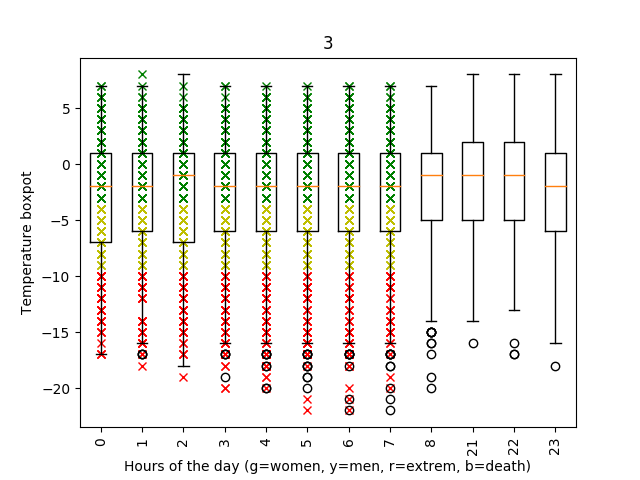 3
5
0
−5
−10
−15
−20
Temperature boxpot
0 1 2 3 4 5 6 7 8 21 22 23
Hours of the day (g=women, y=men, r=extrem, b=death)